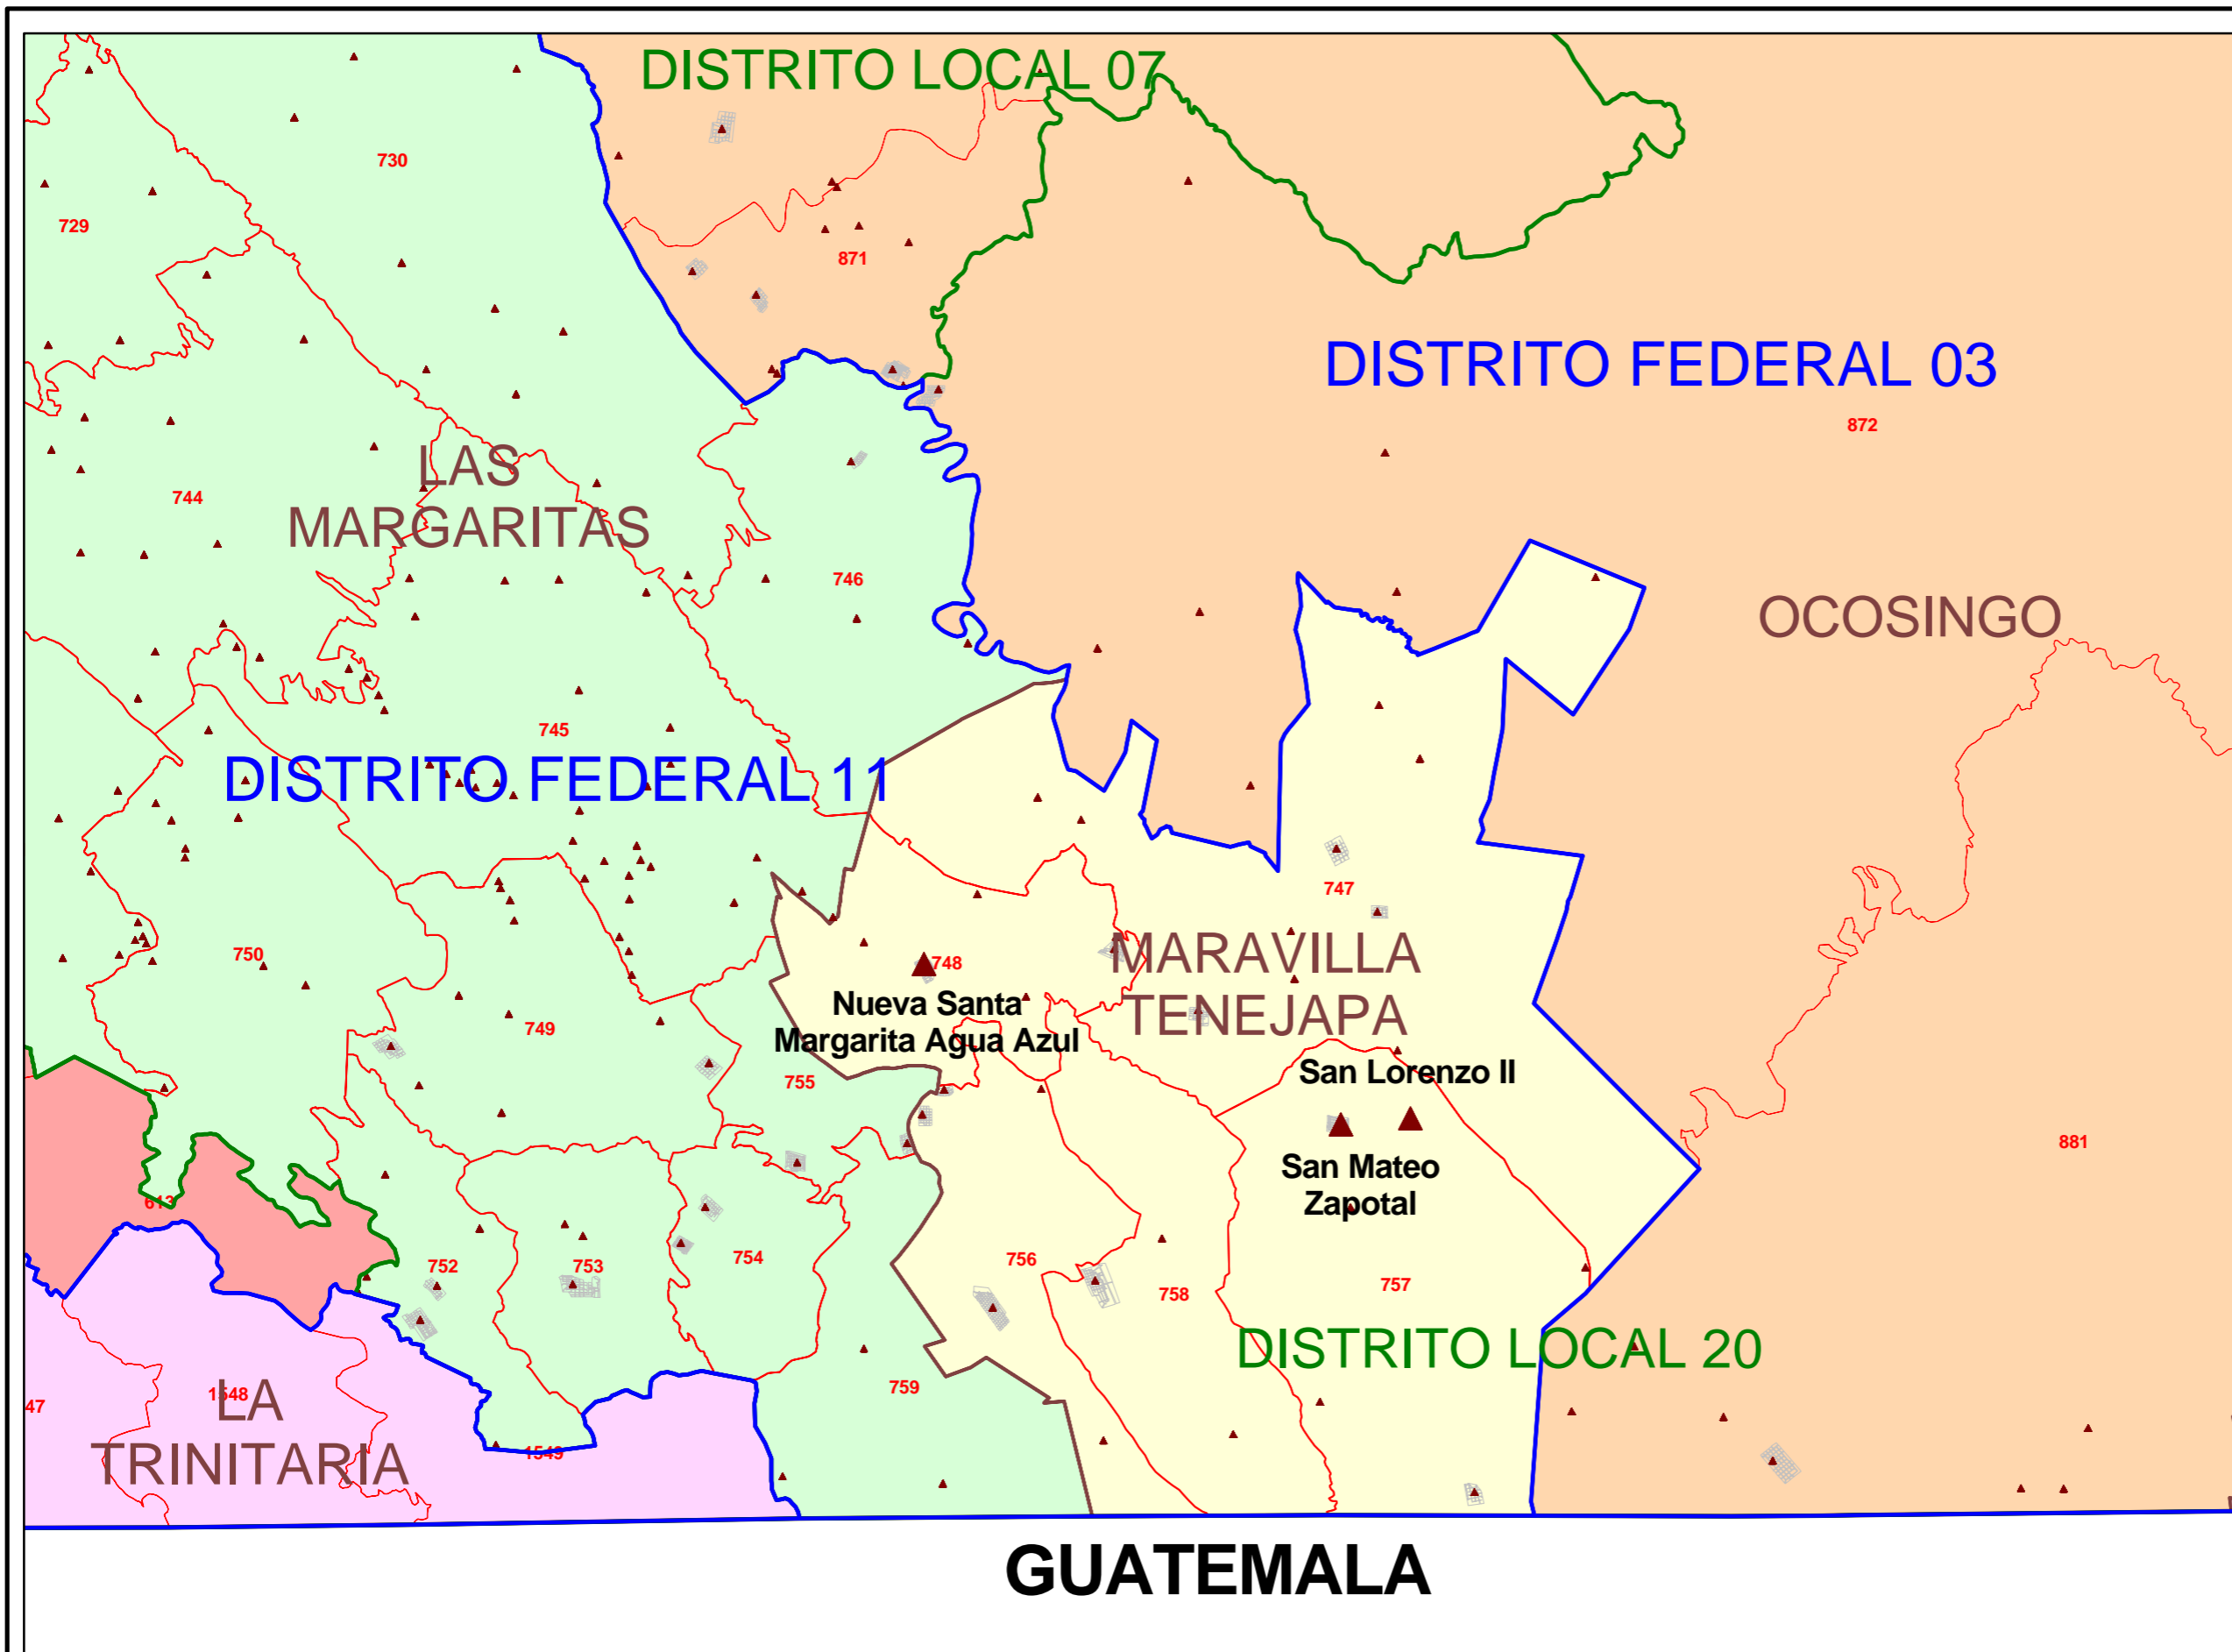 DISTRITO LOCAL 07
730
729
871
DISTRITO FEDERAL 03
872
LAS
MARGARITAS
744
746
OCOSINGO
745
DISTRITO FEDERAL 11
747
750
748
MARAVILLA
TENEJAPA
Nueva Santa
Margarita Agua Azul
749
755
San Lorenzo II
881
San Mateo
Zapotal
613
752
753
754
756
758
757
DISTRITO LOCAL 20
759
47
1548
LA
TRINITARIA
1549
GUATEMALA